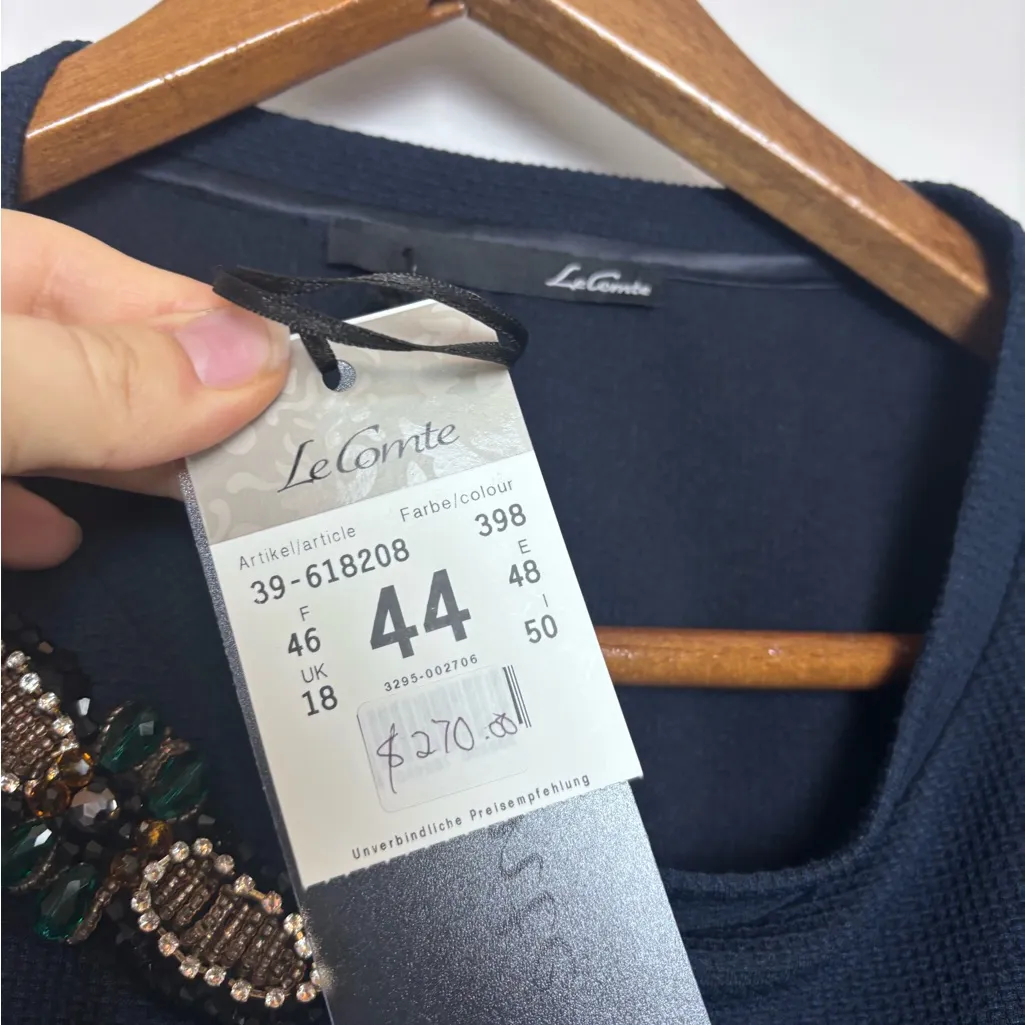 LeComte
LeComte
Artikel/article Farbe/colour
39-618208 398
F E
46 44 48
UK I
18 50
3295-002706
$270.00
Unverbindliche Preisempfehlung